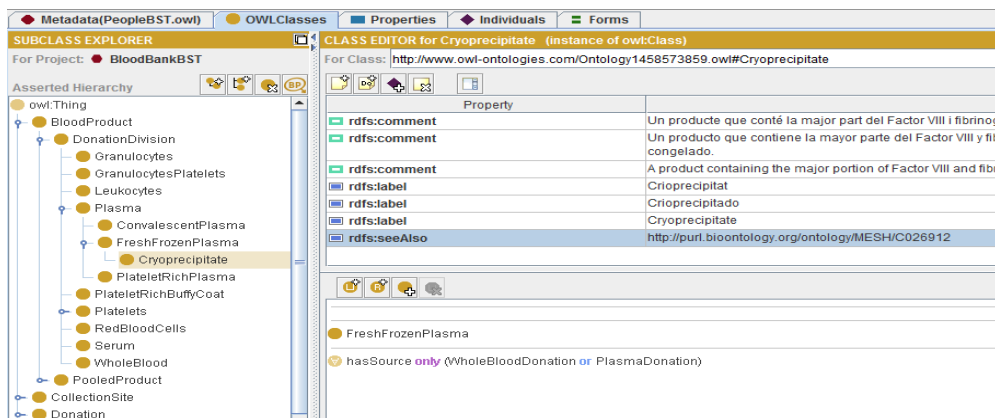 Metadata(PeopleBST.owl)
OWLClasses
Properties
Individuals
Forms
SUBCLASS EXPLORER
For Project: BloodBankBST
Asserted Hierarchy
owl:Thing
BloodProduct
DonationDivision
Granulocytes
GranulocytesPlatelets
Leukocytes
Plasma
ConvalescentPlasma
FreshFrozenPlasma
Cryoprecipitate
PlateletRichPlasma
PlateletRichBuffyCoat
Platelets
RedBloodCells
Serum
WholeBlood
PooledProduct
CollectionSite
Donation
CLASS EDITOR for Cryoprecipitate (instance of owl:Class)
For Class: http://www.owl-ontologies.com/Ontology1458573859.owl#Cryoprecipitate
Property
rdfs:comment Un producte que conté la major part del Factor VIII i fibrinog
rdfs:comment Un producto que contiene la mayor parte del Factor VIII y fi
congelado.
rdfs:comment A product containing the major portion of Factor VIII and fib
rdfs:label Crioprecipitat
rdfs:label Crioprecipitado
rdfs:label Cryoprecipitate
rdfs:seeAlso http://purl.bioontology.org/ontology/MESH/C026912
FreshFrozenPlasma
hasSource only (WholeBloodDonation or PlasmaDonation)